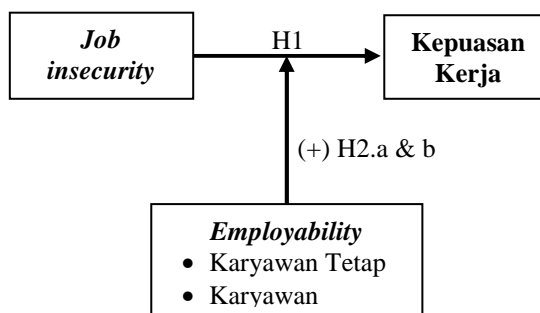 Job
insecurity
H1
Kepuasan
Kerja
(+) H2.a & b
Employability
• Karyawan Tetap
• Karyawan